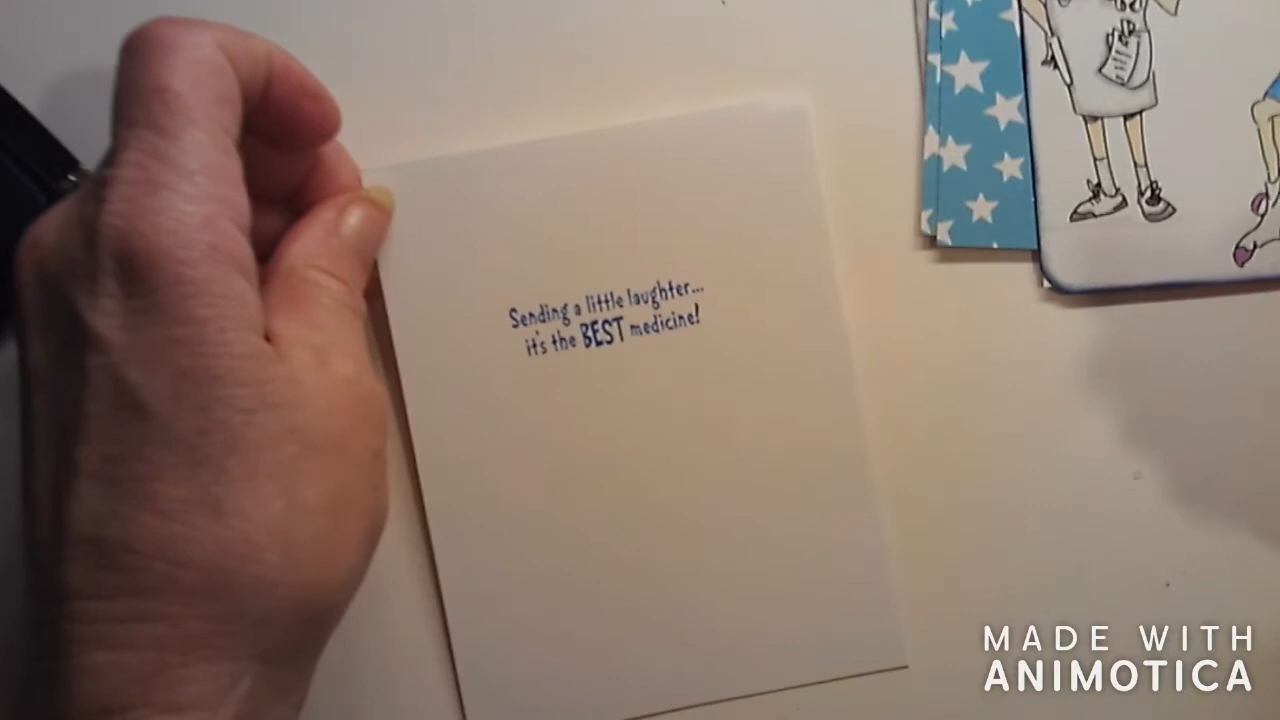 Sending a little laughter...
it's the BEST medicine!
MADE WITH
ANIMOTICA